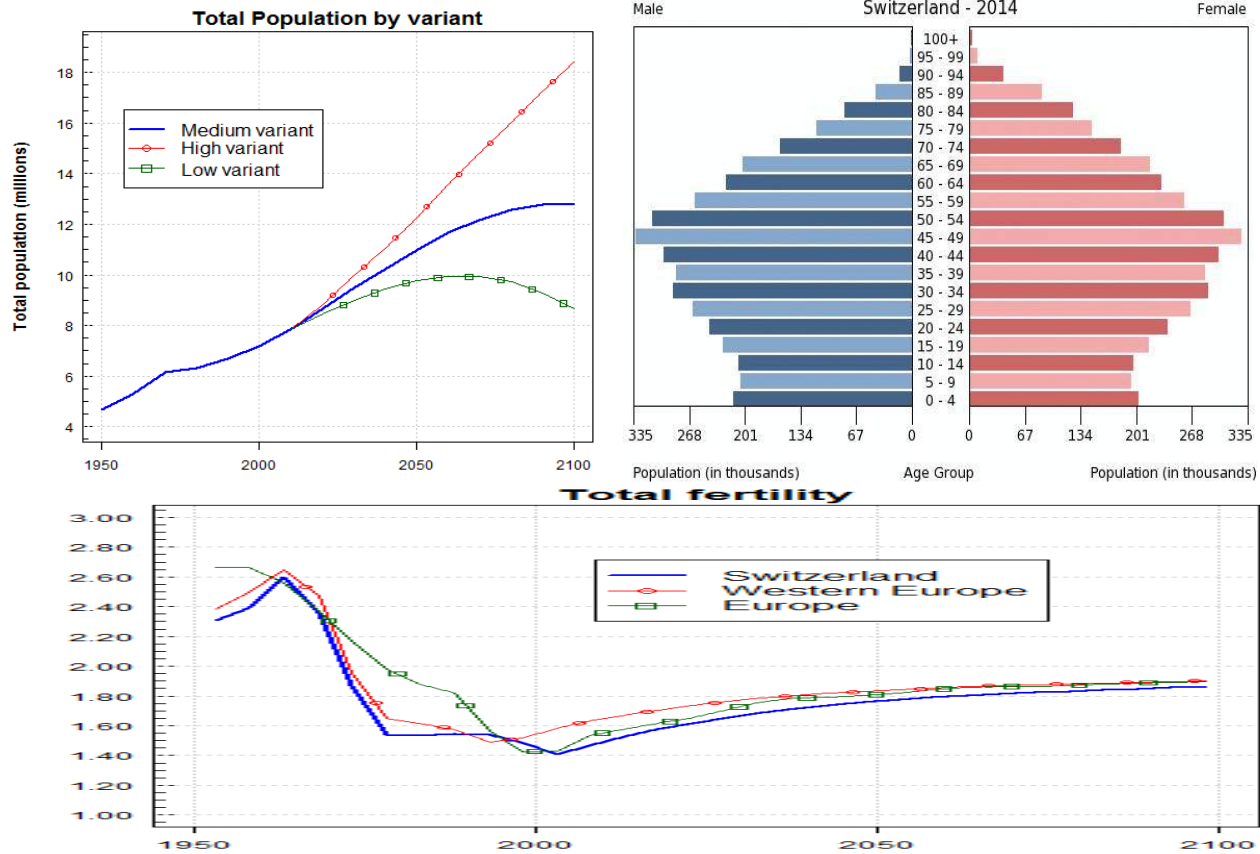 Total Population by variant
Total population (millions)
18
16
14
12
10
8
6
4
Medium variant
High variant
Low variant
1950 2000 2050 2100
Male Switzerland - 2014 Female
100+
95 - 99
90 - 94
85 - 89
80 - 84
75 - 79
70 - 74
65 - 69
60 - 64
55 - 59
50 - 54
45 - 49
40 - 44
35 - 39
30 - 34
25 - 29
20 - 24
15 - 19
10 - 14
5 - 9
0 - 4
335 268 201 134 67 0 0 67 134 201 268 335
Population (in thousands) Age Group Population (in thousands)
Total fertility
3.00
2.80
2.60
2.40
2.20
2.00
1.80
1.60
1.40
1.20
1.00
Switzerland
Western Europe
Europe
1950 2000 2050 2100